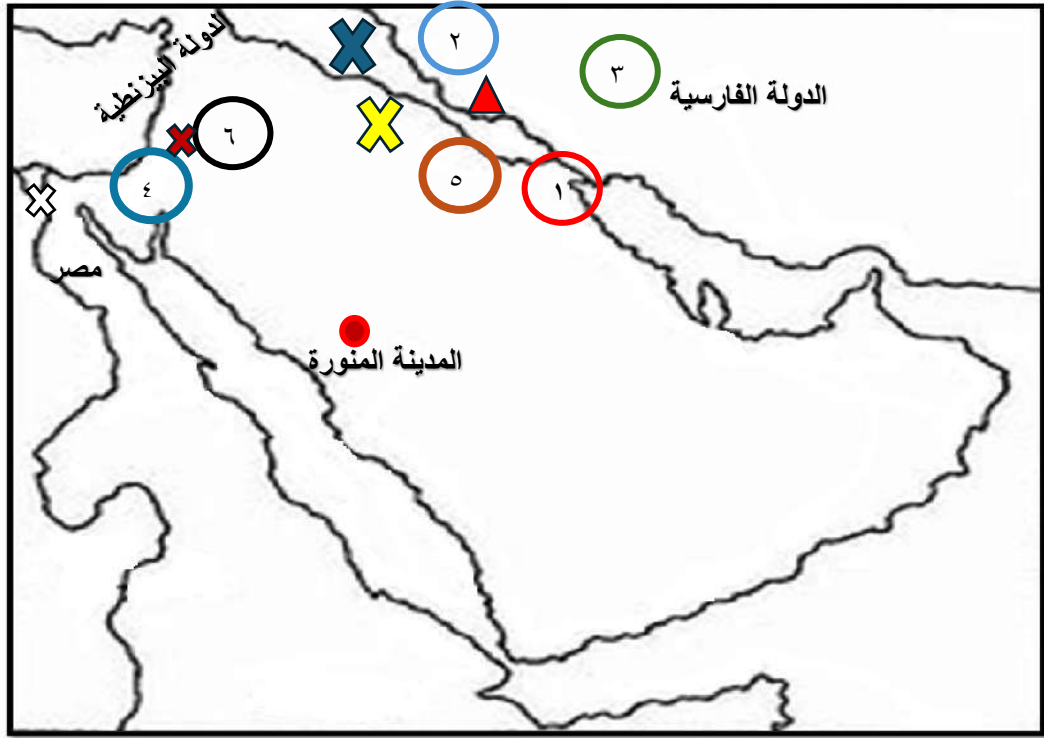 الدولة البيزنطية
٢
٣
الدولة الفارسية
٦
٤
٥
١
مصر
المدينة المنورة